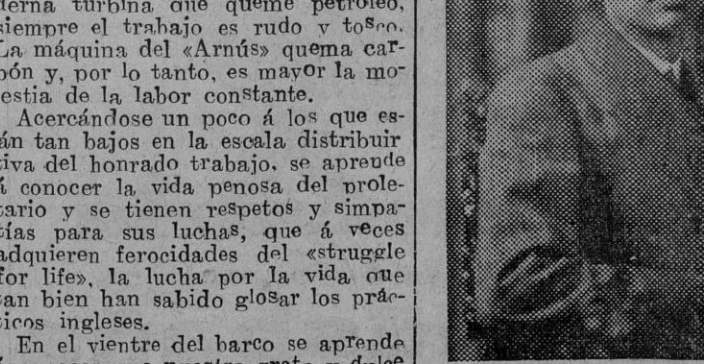 derna turbina que queme petróleo,
siempre el trabajo es rudo y tosco.
La máquina del «Arnús» quema car-
bón y, por lo tanto, es mayor la mo-
estia de la labor constante.
Acercándose un poco á los que es-
án tan bajos en la escala distribuir
tiva del honrado trabajo, se aprende
á conocer la vida penosa del prole-
tario y se tienen respetos y simpa-
tías para sus luchas, que á veces
adquieren ferocidades del «struggle
for life», la lucha por la vida que
tan bien han sabido glosar los prác-
ticos ingleses.
En el vientre del barco se aprende